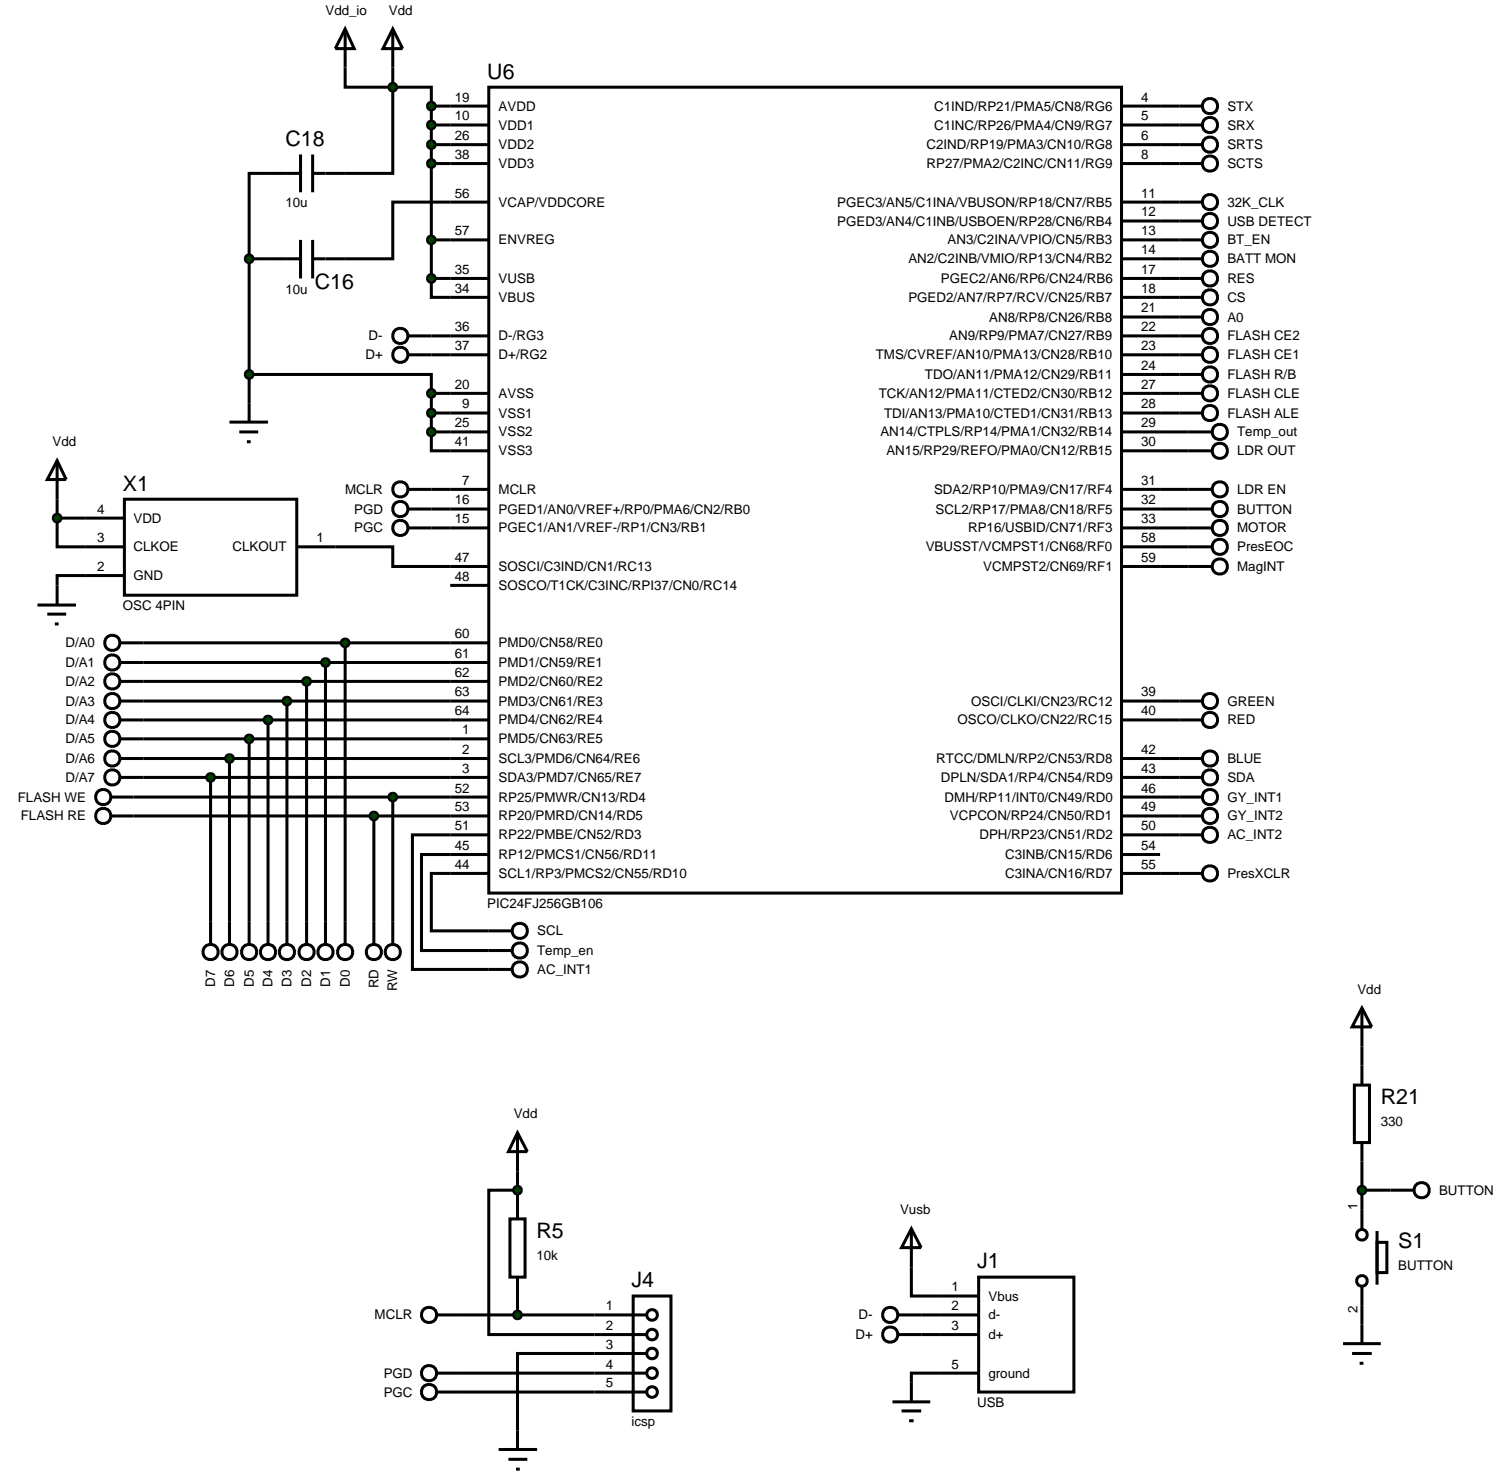 Vdd_io Vdd
U6
19 AVDD
10 VDD1
26 VDD2
38 VDD3
C18
10u
56 VCAP/VDDCORE
57 ENVREG
C16
10u
35 VUSB
34 VBUS
D- 36 D-/RG3
D+ 37 D+/RG2
20 AVSS
9 VSS1
25 VSS2
41 VSS3
MCLR 7 MCLR
PGD 16 PGED1/AN0/VREF+/RP0/PMA6/CN2/RB0
PGC 15 PGEC1/AN1/VREF-/RP1/CN3/RB1
47 SOSCI/C3IND/CN1/RC13
48 SOSCO/T1CK/C3INC/RPI37/CN0/RC14
Vdd
X1
4 VDD
3 CLKOE CLKOUT 1
2 GND
OSC 4PIN
D/A0 60 PMD0/CN58/RE0
D/A1 61 PMD1/CN59/RE1
D/A2 62 PMD2/CN60/RE2
D/A3 63 PMD3/CN61/RE3
D/A4 64 PMD4/CN62/RE4
D/A5 1 PMD5/CN63/RE5
D/A6 2 SCL3/PMD6/CN64/RE6
D/A7 3 SDA3/PMD7/CN65/RE7
FLASH WE 52 RP25/PMWR/CN13/RD4
FLASH RE 53 RP20/PMRD/CN14/RD5
51 RP22/PMBE/CN52/RD3
45 RP12/PMCS1/CN56/RD11
44 SCL1/RP3/PMCS2/CN55/RD10
C1IND/RP21/PMA5/CN8/RG6 4 STX
C1INC/RP26/PMA4/CN9/RG7 5 SRX
C2IND/RP19/PMA3/CN10/RG8 6 SRTS
RP27/PMA2/C2INC/CN11/RG9 8 SCTS
PGEC3/AN5/C1INA/VBUSON/RP18/CN7/RB5 11 32K_CLK
PGED3/AN4/C1INB/USBOEN/RP28/CN6/RB4 12 USB DETECT
AN3/C2INA/VPIO/CN5/RB3 13 BT_EN
AN2/C2INB/VMIO/RP13/CN4/RB2 14 BATT MON
PGEC2/AN6/RP6/CN24/RB6 17 RES
PGED2/AN7/RP7/RCV/CN25/RB7 18 CS
AN8/RP8/CN26/RB8 21 A0
AN9/RP9/PMA7/CN27/RB9 22 FLASH CE2
TMS/CVREF/AN10/PMA13/CN28/RB10 23 FLASH CE1
TDO/AN11/PMA12/CN29/RB11 24 FLASH R/B
TCK/AN12/PMA11/CTED2/CN30/RB12 27 FLASH CLE
TDI/AN13/PMA10/CTED1/CN31/RB13 28 FLASH ALE
AN14/CTPLS/RP14/PMA1/CN32/RB14 29 Temp_out
AN15/RP29/REFO/PMA0/CN12/RB15 30 LDR OUT
SDA2/RP10/PMA9/CN17/RF4 31 LDR EN
SCL2/RP17/PMA8/CN18/RF5 32 BUTTON
RP16/USBID/CN71/RF3 33 MOTOR
VBUSST/VCMPST1/CN68/RF0 58 PresEOC
VCMPST2/CN69/RF1 59 MagINT
OSCI/CLKI/CN23/RC12 39 GREEN
OSCO/CLKO/CN22/RC15 40 RED
RTCC/DMLN/RP2/CN53/RD8 42 BLUE
DPLN/SDA1/RP4/CN54/RD9 43 SDA
DMH/RP11/INT0/CN49/RD0 46 GY_INT1
VCPCON/RP24/CN50/RD1 49 GY_INT2
DPH/RP23/CN51/RD2 50 AC_INT2
C3INB/CN15/RD6 54
C3INA/CN16/RD7 55 PresXCLR
PIC24FJ256GB106
SCL
Temp_en
AC_INT1
D7 D6 D5 D4 D3 D2 D1 D0 RD RW
Vdd
R21
330
BUTTON
1
S1
BUTTON
2
Vdd
R5
10k
J4
MCLR 1
2
3
PGD 4
PGC 5
icsp
Vusb
J1
1 Vbus
D- 2 d-
D+ 3 d+
5 ground
USB